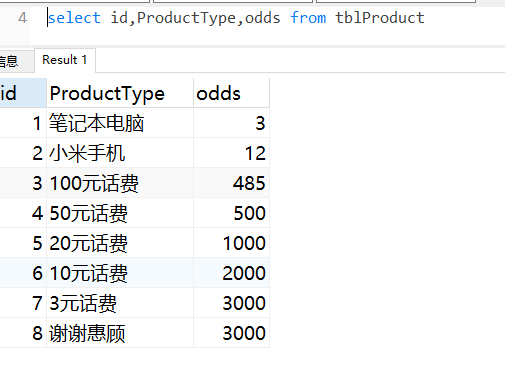 4 select id,ProductType,odds from tblProduct
信息 Result 1
id ProductType odds
1 笔记本电脑 3
2 小米手机 12
3 100元话费 485
4 50元话费 500
5 20元话费 1000
6 10元话费 2000
7 3元话费 3000
8 谢谢惠顾 3000